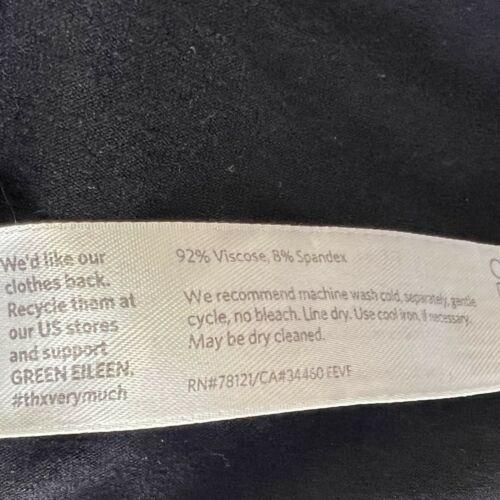 We'd like our
clothes back.
Recycle them at
our US stores
and support
GREEN EILEEN.
#thxverymuch
92% Viscose, 8% Spandex
We recommend machine wash cold, separately, gentle
cycle, no bleach. Line dry. Use cool iron, if necessary.
May be dry cleaned.
RN#78121/CA#34460 EEVF